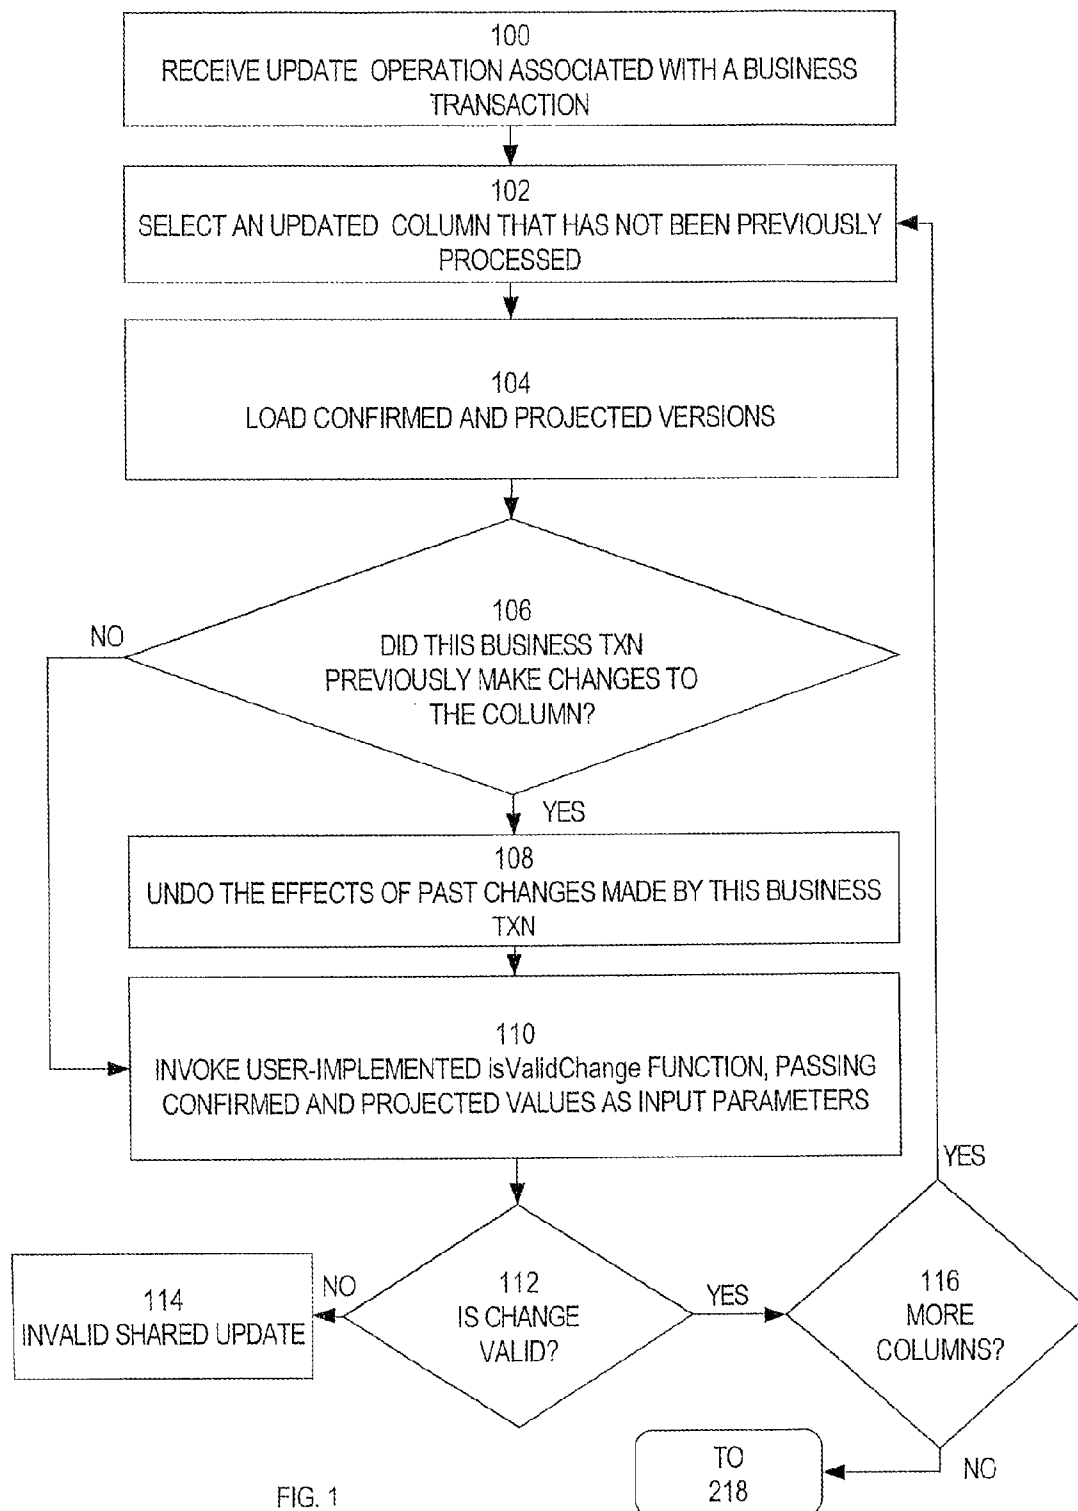 100
RECEIVE UPDATE OPERATION ASSOCIATED WITH A BUSINESS
TRANSACTION
102
SELECT AN UPDATED COLUMN THAT HAS NOT BEEN PREVIOUSLY
PROCESSED
104
LOAD CONFIRMED AND PROJECTED VERSIONS
106
DID THIS BUSINESS TXN
PREVIOUSLY MAKE CHANGES TO
THE COLUMN?
NO
YES
108
UNDO THE EFFECTS OF PAST CHANGES MADE BY THIS BUSINESS
TXN
110
INVOKE USER-IMPLEMENTED isValidChange FUNCTION, PASSING
CONFIRMED AND PROJECTED VALUES AS INPUT PARAMETERS
112
IS CHANGE
VALID?
NO
114
INVALID SHARED UPDATE
YES
116
MORE
COLUMNS?
YES
NO
TO
218
FIG. 1